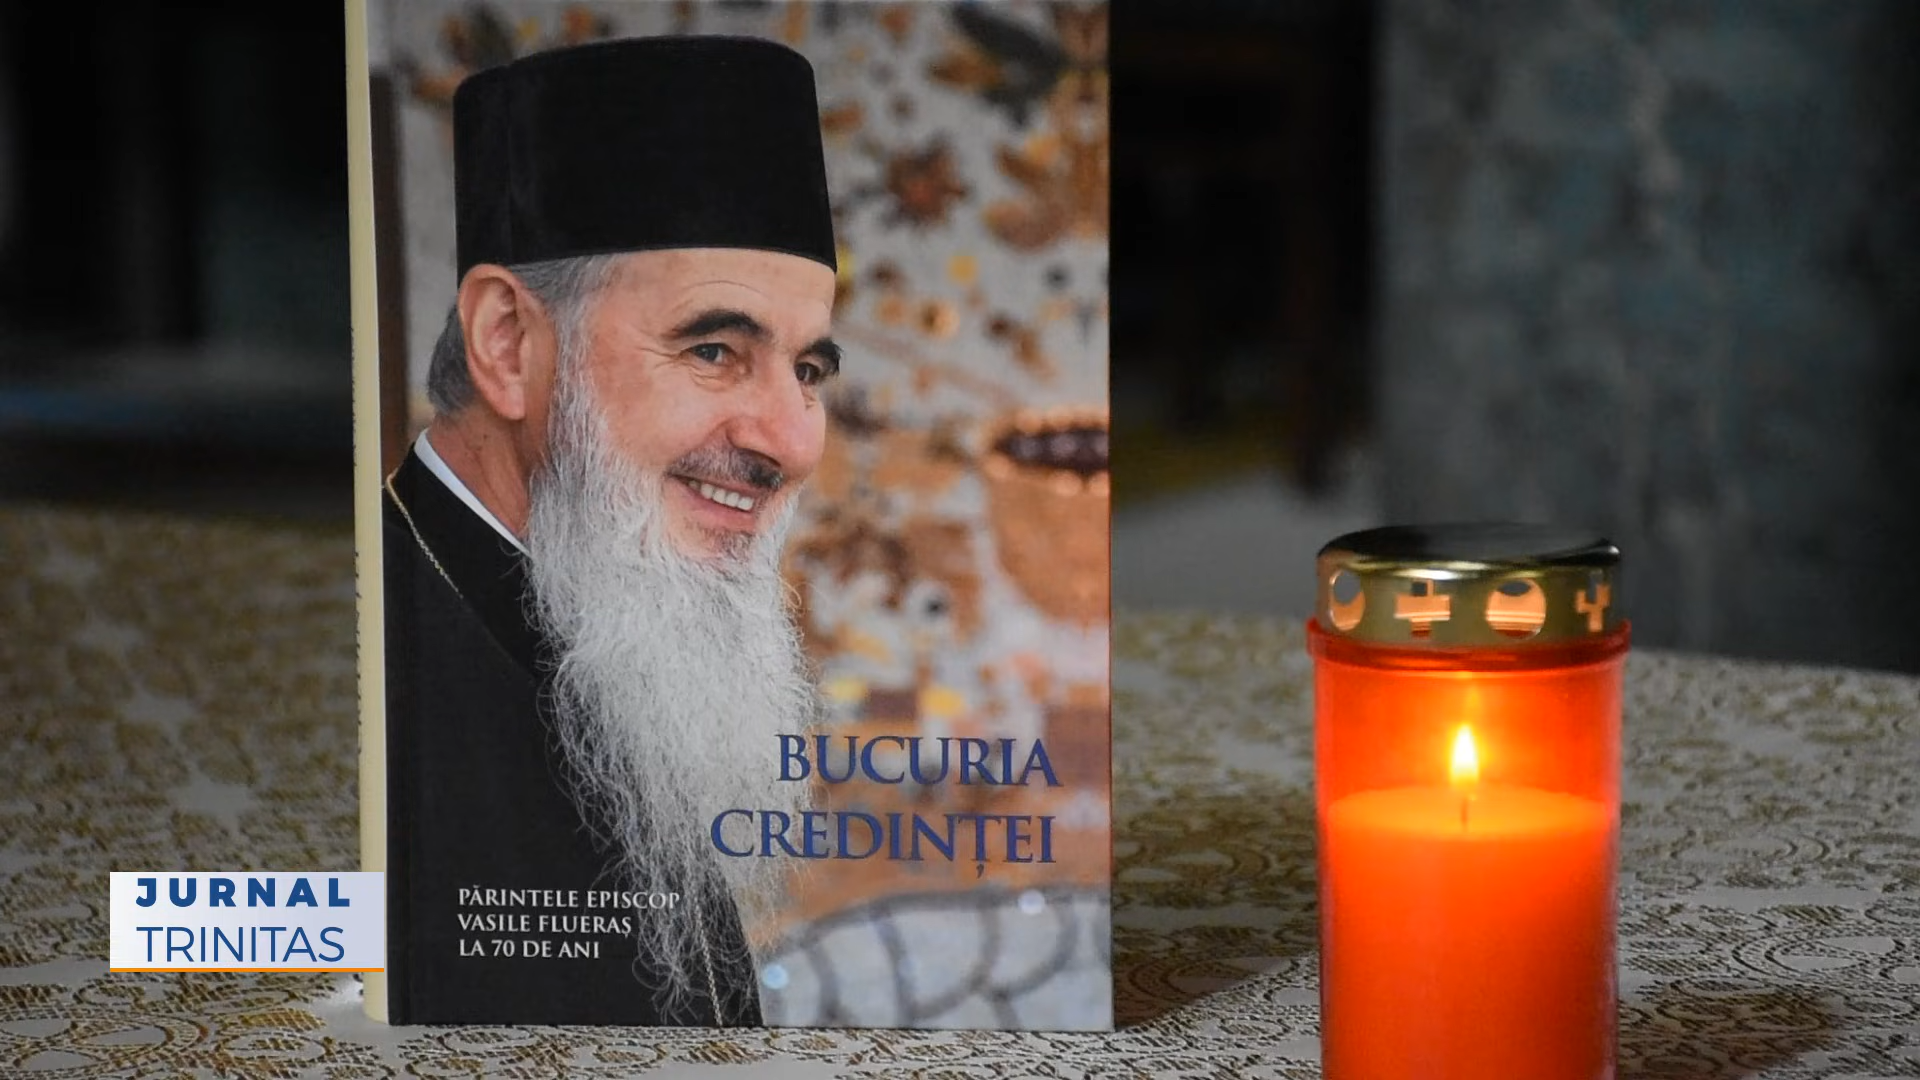 BUCURIA
CREDINȚEI
PĂRINTELE EPISCOP
VASILE FLUERAȘ
LA 70 DE ANI
JURNAL
TRINITAS